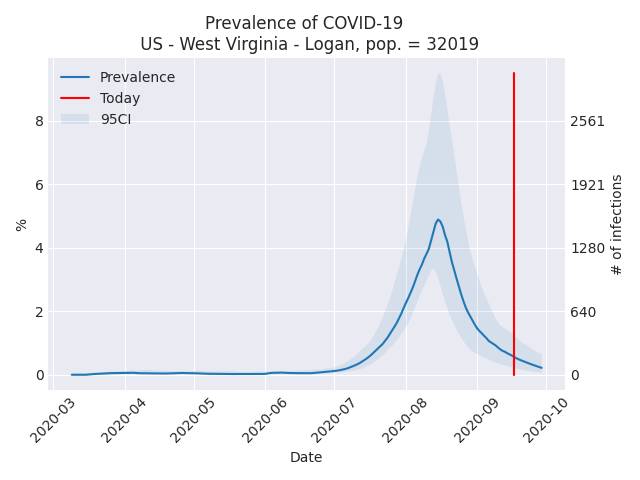 Prevalence of COVID-19
US - West Virginia - Logan, pop. = 32019
Prevalence
Today
95CI
8
6
4
2
0
%
2561
1921
1280
640
0
# of infections
2020-03
2020-04
2020-05
2020-06
2020-07
2020-08
2020-09
2020-10
Date